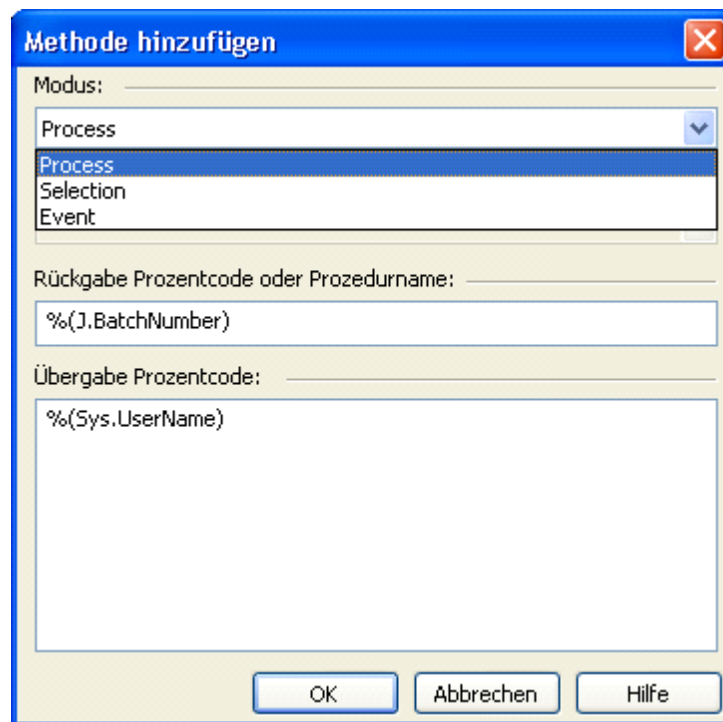 Methode hinzufügen
Modus:
Process
Process
Selection
Event
Rückgabe Prozentcode oder Prozedurname:
%(J.BatchNumber)
Übergabe Prozentcode:
%(Sys.UserName)
OK Abbrechen Hilfe